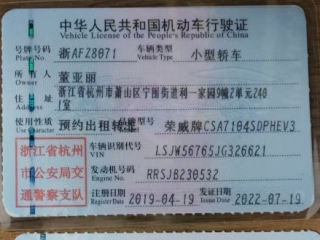 中华人民共和国机动车行驶证
Vehicle License of the People's Republic of China
号牌号码 浙AFZ8071 车辆类型 小型轿车
Plate No. Vehicle Type
所有人 董亚丽
Owner
住址 浙江省杭州市萧山区宁围街道利一家园9幢2单元240
Address 1室
使用性质 预约出租转 品牌型号 荣威牌CSA7104SDPHEV3
Use Character
浙江省杭州 车辆识别代号 LSJW56765JG326621
VIN
市公安局交 发动机号码 RRSJB230532
Engine No.
通警察支队 注册日期 2019-04-19 发证日期 2022-07-19
Register Date Issue Date